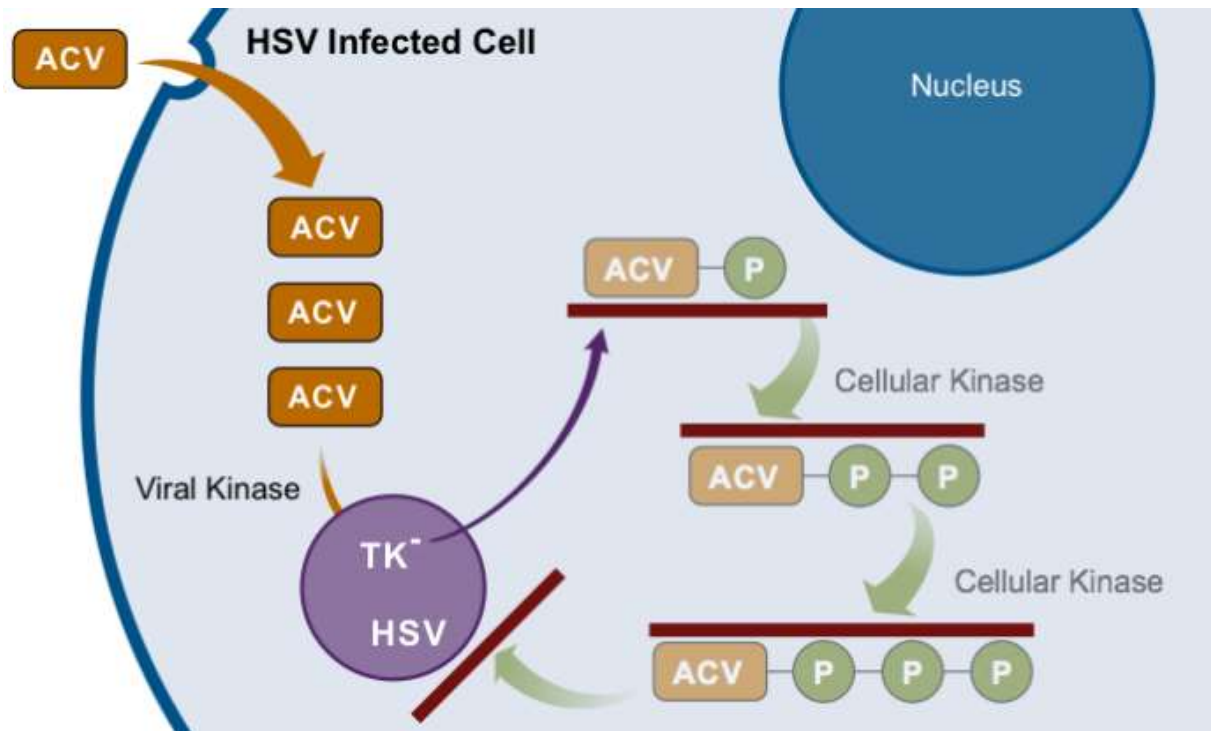 ACV
HSV Infected Cell
Nucleus
ACV
ACV
ACV
Viral Kinase
TK⁻
HSV
ACV P
Cellular Kinase
ACV P P
Cellular Kinase
ACV P P P